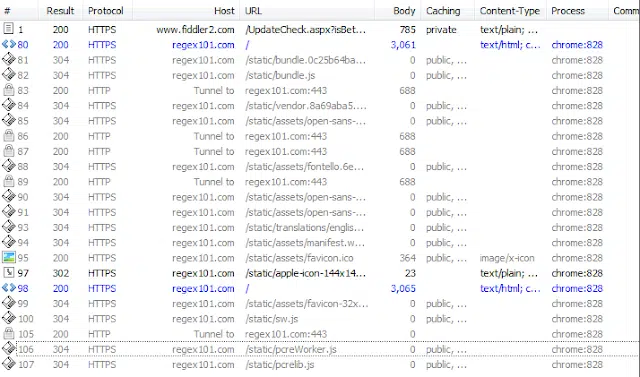 # Result Protocol Host URL Body Caching Content-Type Process Comm
1 200 HTTPS www.fiddler2.com /UpdateCheck.aspx?isBet... 785 private text/plain; ...
80 200 HTTPS regex101.com / 3,061 text/html; c... chrome:828
81 304 HTTPS regex101.com /static/bundle.0c25b64ba... 0 public, ... chrome:828
82 304 HTTPS regex101.com /static/bundle.js 0 public, ... chrome:828
83 200 HTTP Tunnel to regex101.com:443 688 chrome:828
84 304 HTTPS regex101.com /static/vendor.8a69aba5.... 0 public, ... chrome:828
85 304 HTTPS regex101.com /static/assets/open-sans-... 0 public, ... chrome:828
86 200 HTTP Tunnel to regex101.com:443 688 chrome:828
87 200 HTTP Tunnel to regex101.com:443 688 chrome:828
88 304 HTTPS regex101.com /static/assets/fontello.6e... 0 public, ... chrome:828
89 200 HTTP Tunnel to regex101.com:443 688 chrome:828
90 304 HTTPS regex101.com /static/assets/open-sans-... 0 public, ... chrome:828
91 304 HTTPS regex101.com /static/assets/open-sans-... 0 public, ... chrome:828
93 304 HTTPS regex101.com /static/translations/englis... 0 public, ... chrome:828
94 304 HTTPS regex101.com /static/assets/manifest.w... 0 public, ... chrome:828
95 200 HTTPS regex101.com /static/assets/favicon.ico 364 public, ... image/x-icon chrome:828
97 302 HTTPS regex101.com /static/apple-icon-144x14... 23 text/plain; ... chrome:828
98 200 HTTPS regex101.com / 3,065 text/html; c... chrome:828
99 304 HTTPS regex101.com /static/assets/favicon-32x... 0 public, ... chrome:828
100 304 HTTPS regex101.com /static/sw.js 0 public, ... chrome:828
105 200 HTTP Tunnel to regex101.com:443 0 chrome:828
106 304 HTTPS regex101.com /static/pcreWorker.js 0 public, ... chrome:828
107 304 HTTPS regex101.com /static/pcrelib.js 0 public, ... chrome:828